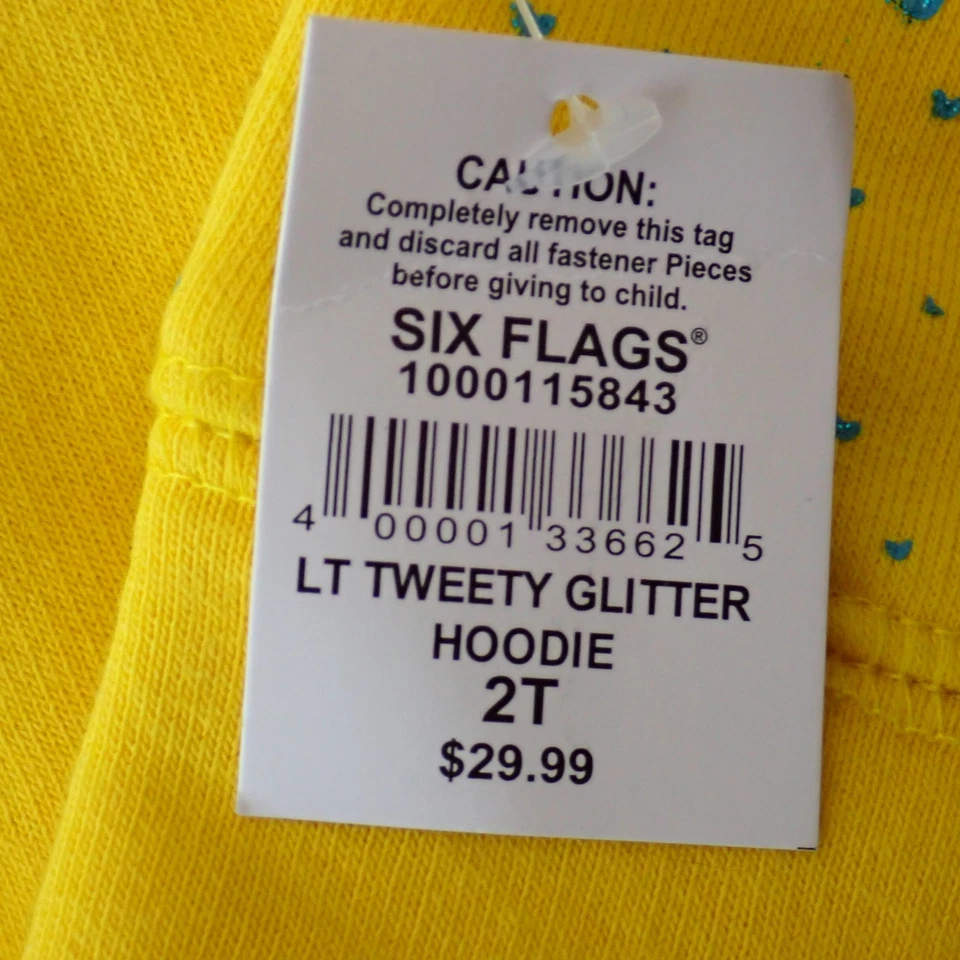 CAUTION:
Completely remove this tag
and discard all fastener Pieces
before giving to child.
SIX FLAGS®
1000115843
4 00001 33662 5
LT TWEETY GLITTER
HOODIE
2T
$29.99